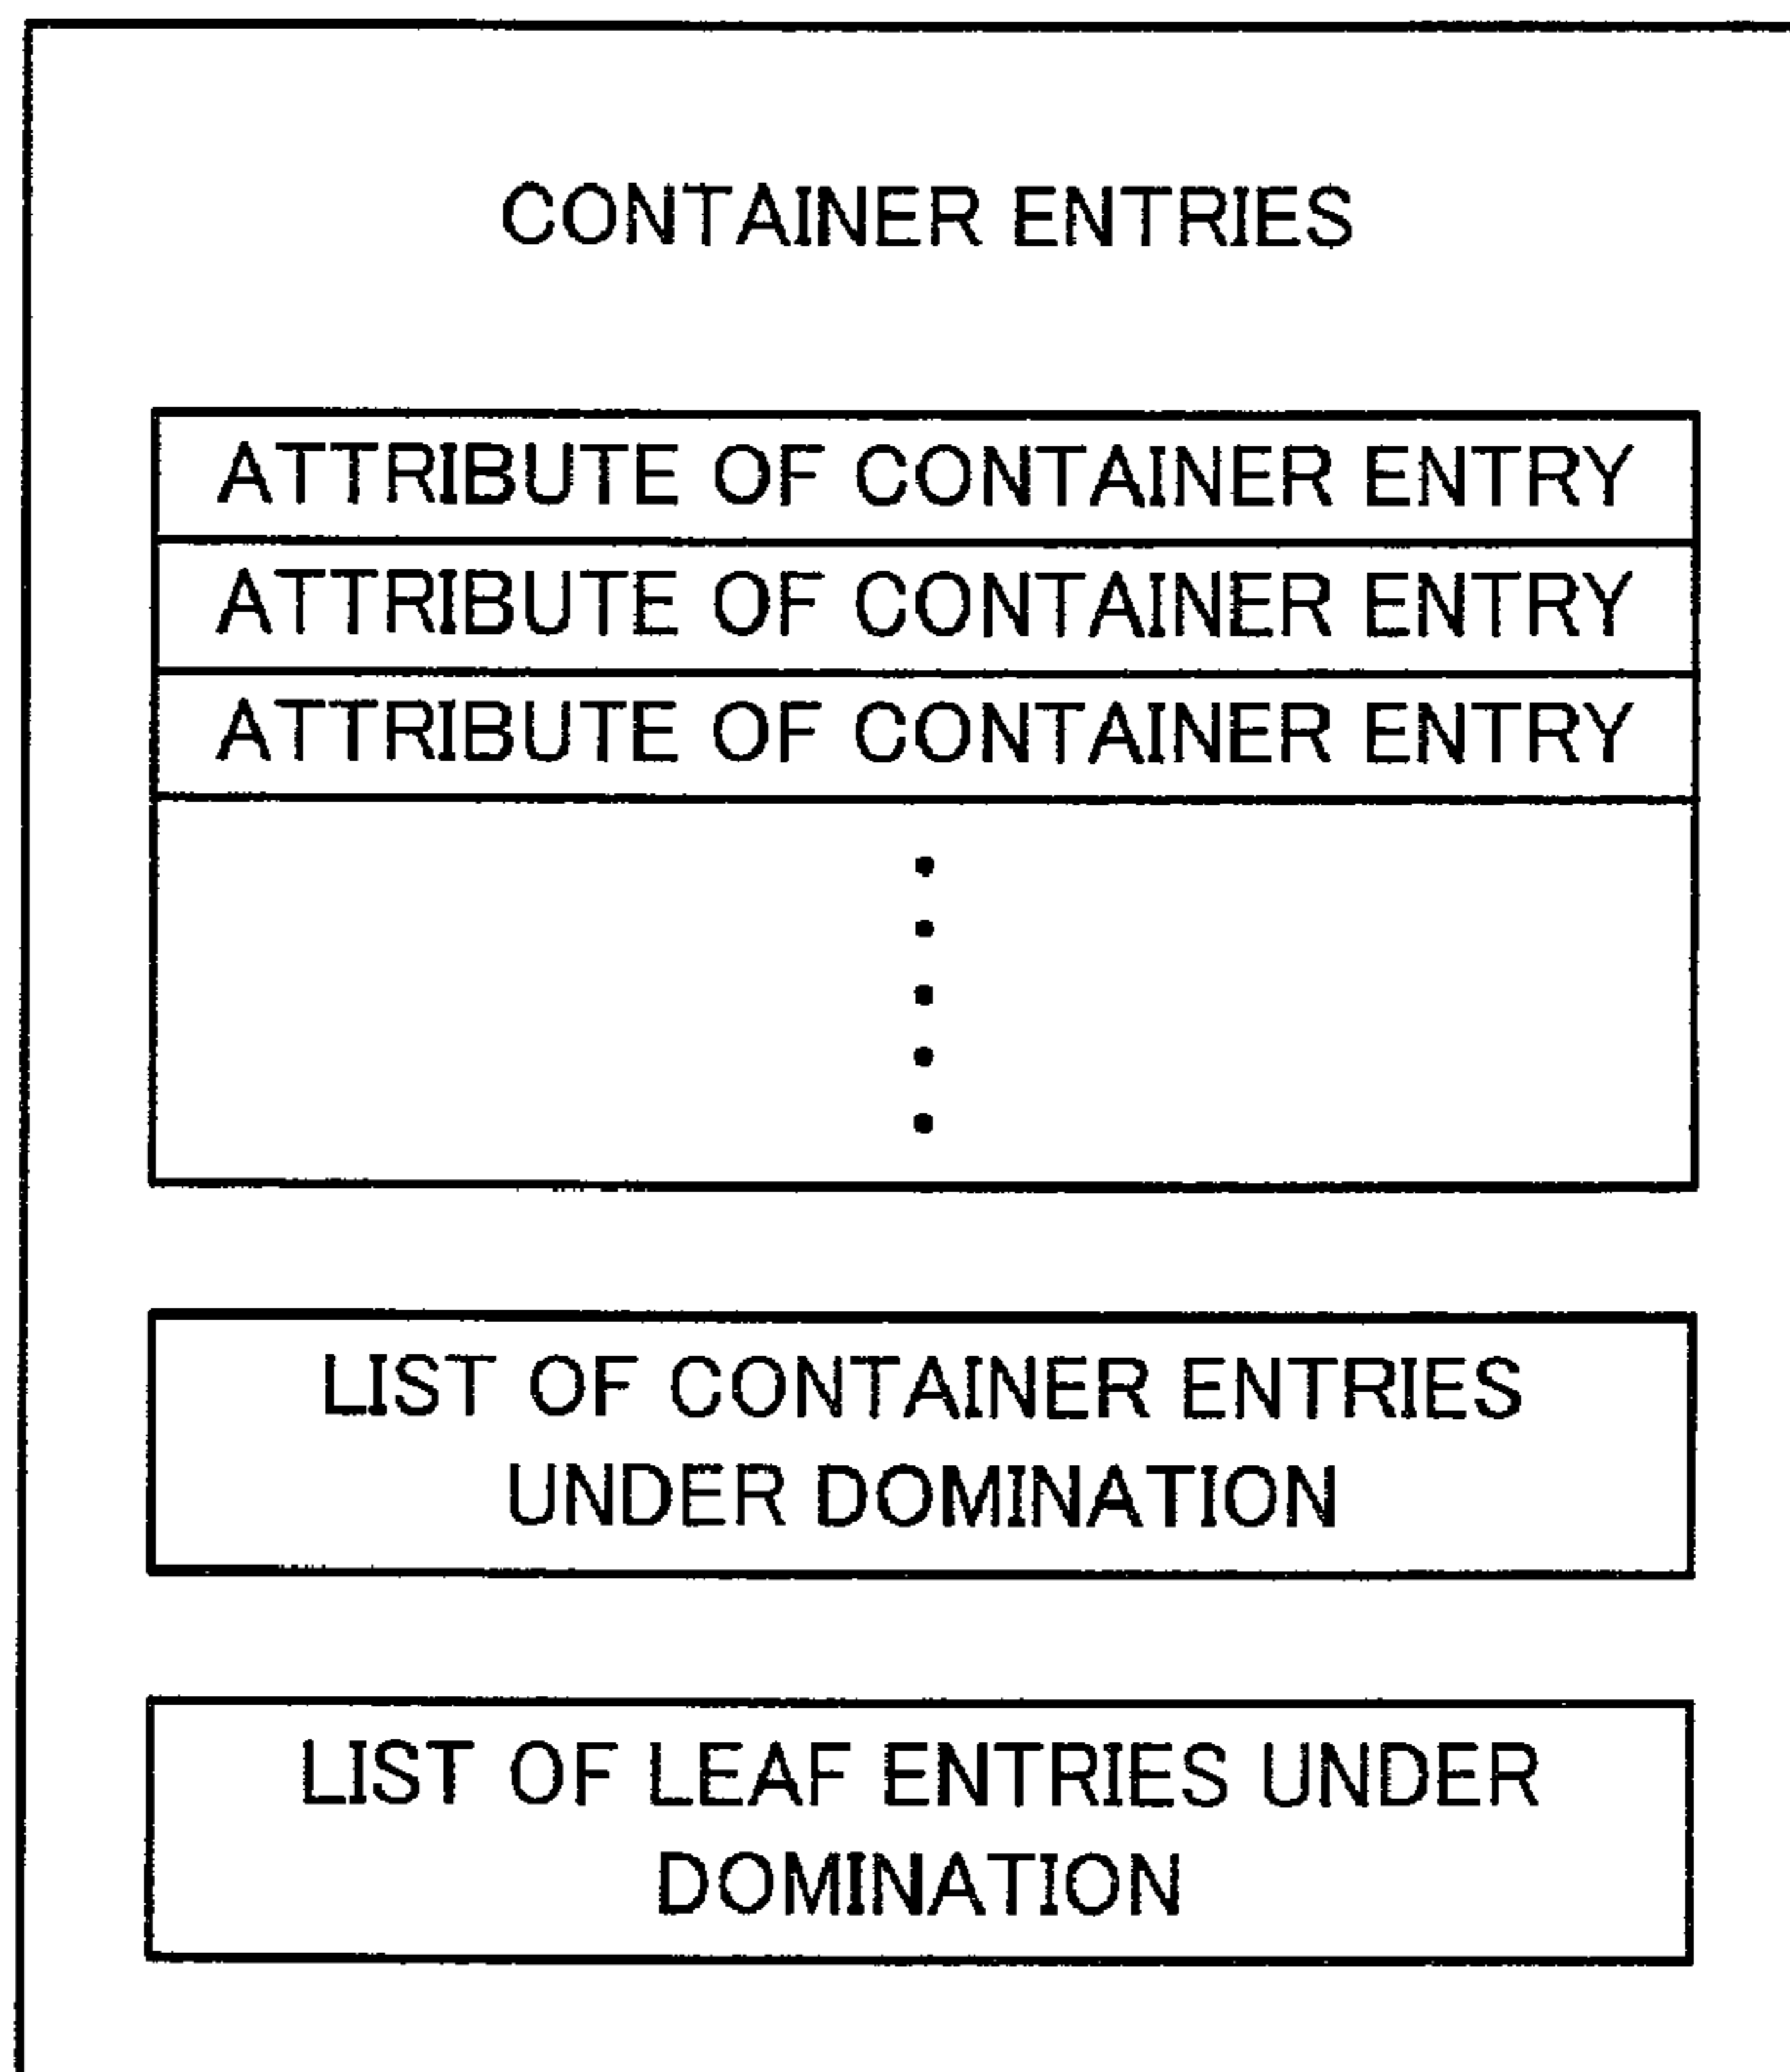 CONTAINER ENTRIES
ATTRIBUTE OF CONTAINER ENTRY
ATTRIBUTE OF CONTAINER ENTRY
ATTRIBUTE OF CONTAINER ENTRY
LIST OF CONTAINER ENTRIES
UNDER DOMINATION
LIST OF LEAF ENTRIES UNDER
DOMINATION